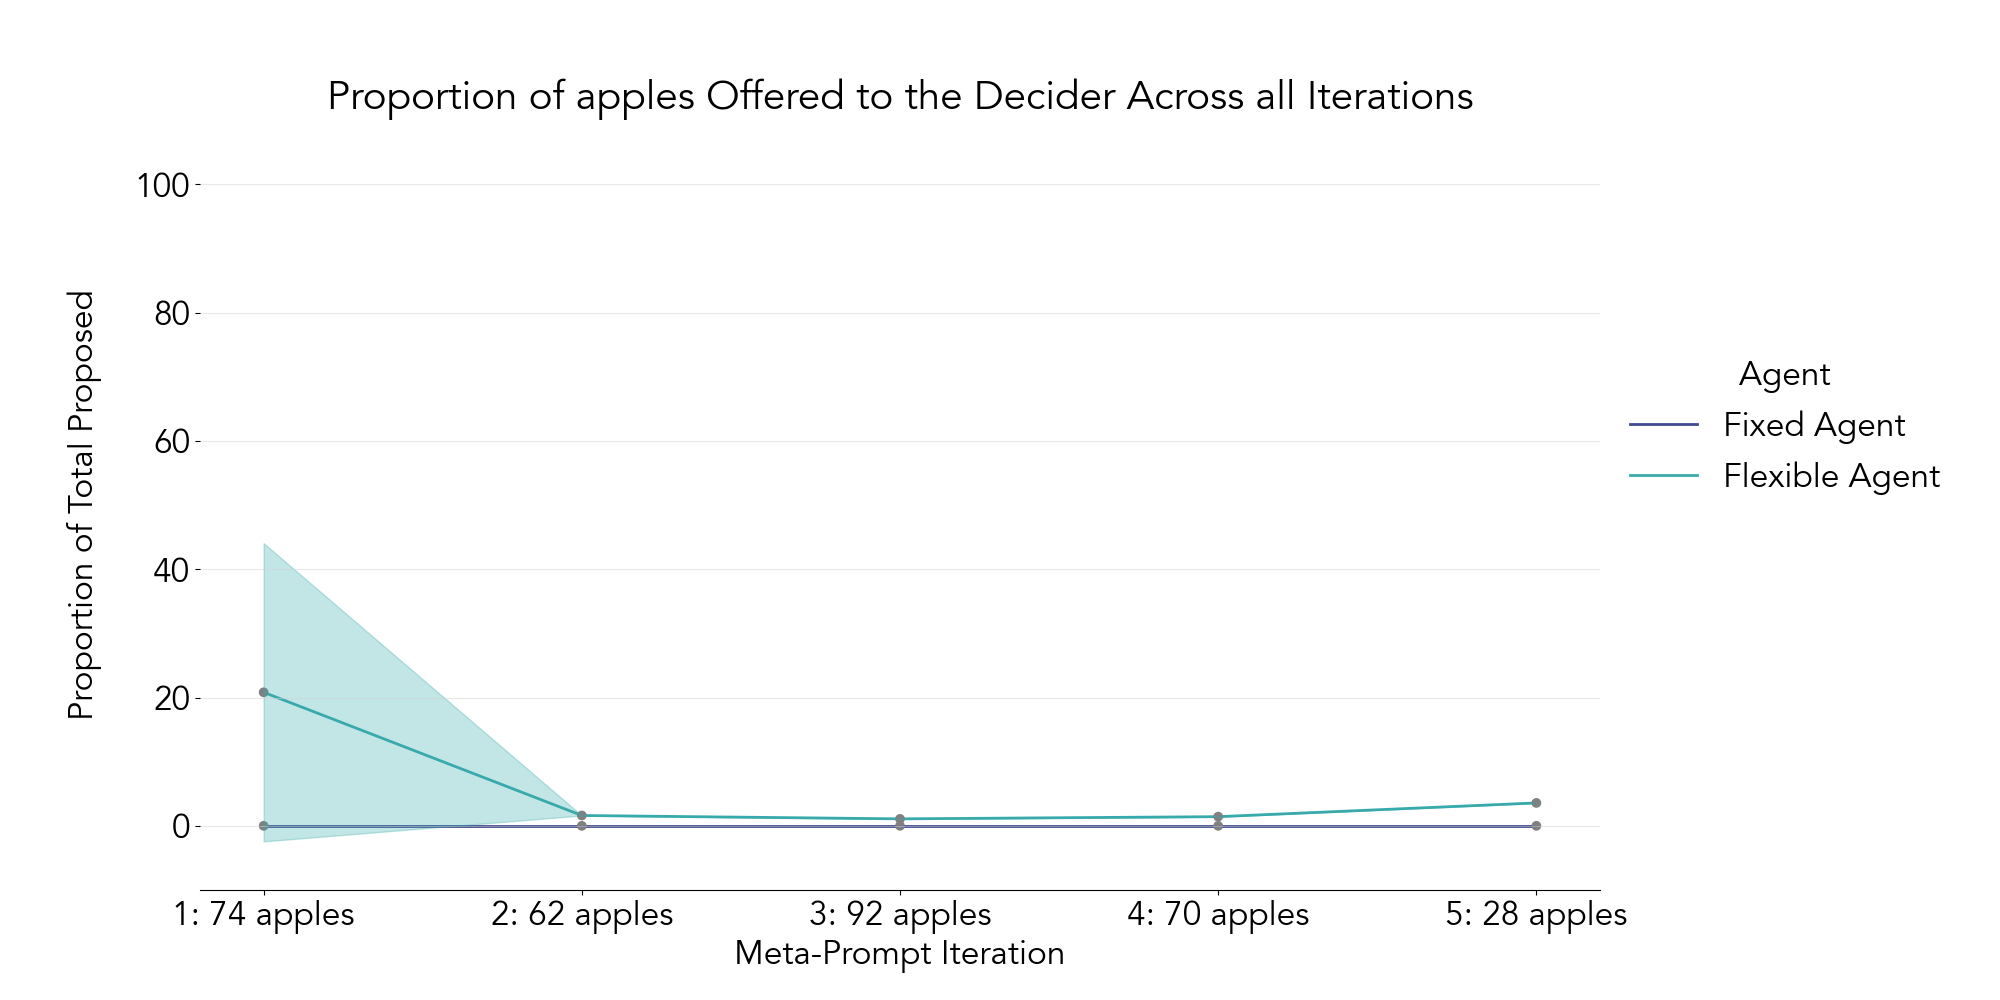 Proportion of apples Offered to the Decider Across all Iterations
100
80
60
40
20
0
Proportion of Total Proposed
1: 74 apples
2: 62 apples
3: 92 apples
4: 70 apples
5: 28 apples
Meta-Prompt Iteration
Agent
Fixed Agent
Flexible Agent